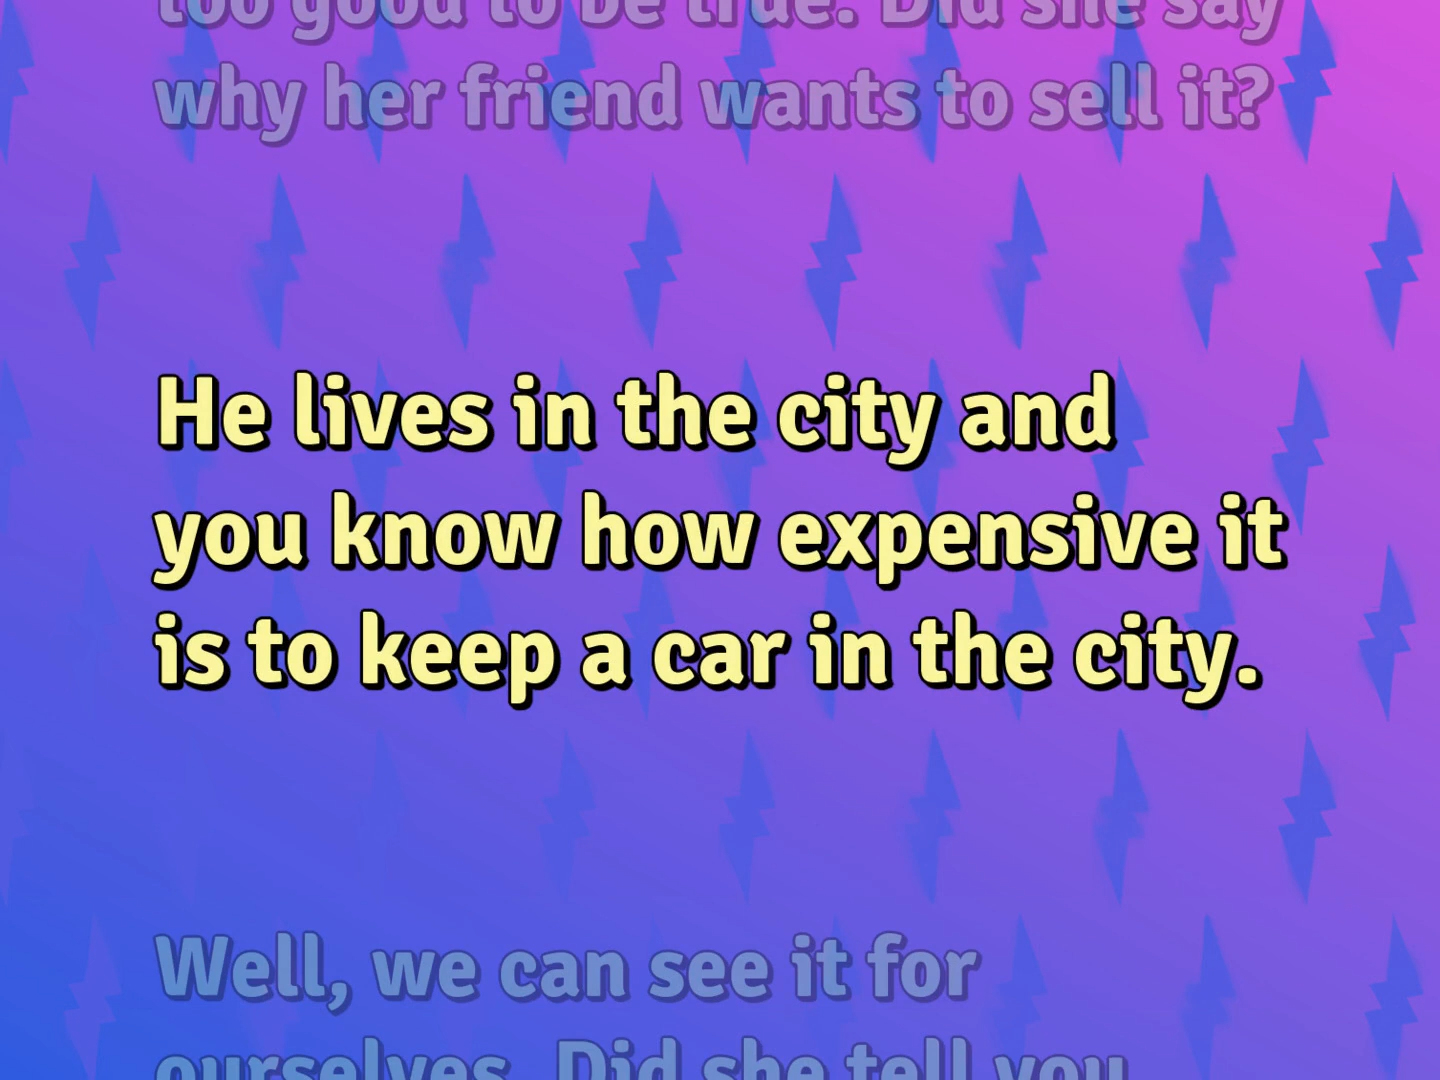 too good to be true. Did she say
why her friend wants to sell it?
He lives in the city and
you know how expensive it
is to keep a car in the city.
Well, we can see it for
ourselves. Did she tell you